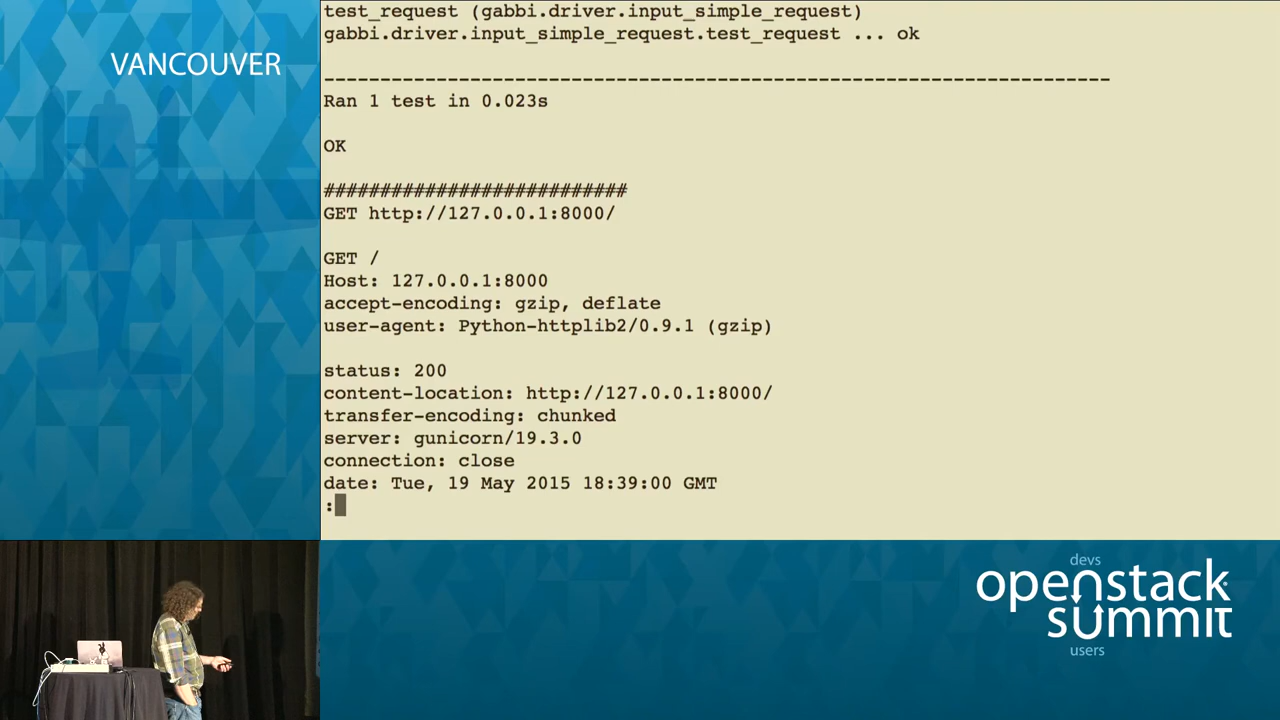 test_request (gabbi.driver.input_simple_request)
gabbi.driver.input_simple_request.test_request ... ok
----------------------------------------------------------------------
Ran 1 test in 0.023s
OK
###########################
GET http://127.0.0.1:8000/
GET /
Host: 127.0.0.1:8000
accept-encoding: gzip, deflate
user-agent: Python-httplib2/0.9.1 (gzip)
status: 200
content-location: http://127.0.0.1:8000/
transfer-encoding: chunked
server: gunicorn/19.3.0
connection: close
date: Tue, 19 May 2015 18:39:00 GMT
:
VANCOUVER
devs
openstack
summit
users